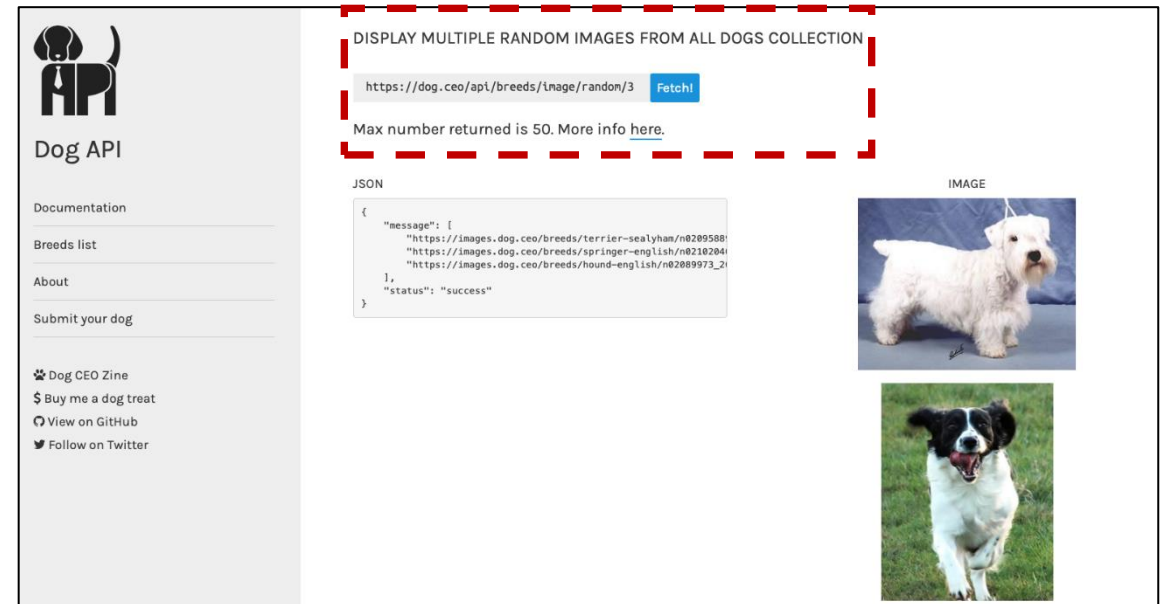 API
Dog API
Documentation
Breeds list
About
Submit your dog
Dog CEO Zine
$ Buy me a dog treat
View on GitHub
Follow on Twitter
DISPLAY MULTIPLE RANDOM IMAGES FROM ALL DOGS COLLECTION
https://dog.ceo/api/breeds/image/random/3 Fetch!
Max number returned is 50. More info here.
JSON
{
"message": [
"https://images.dog.ceo/breeds/terrier-sealyham/n0209588
"https://images.dog.ceo/breeds/springer-english/n0210204
"https://images.dog.ceo/breeds/hound-english/n02089973_2
],
"status": "success"
}
IMAGE